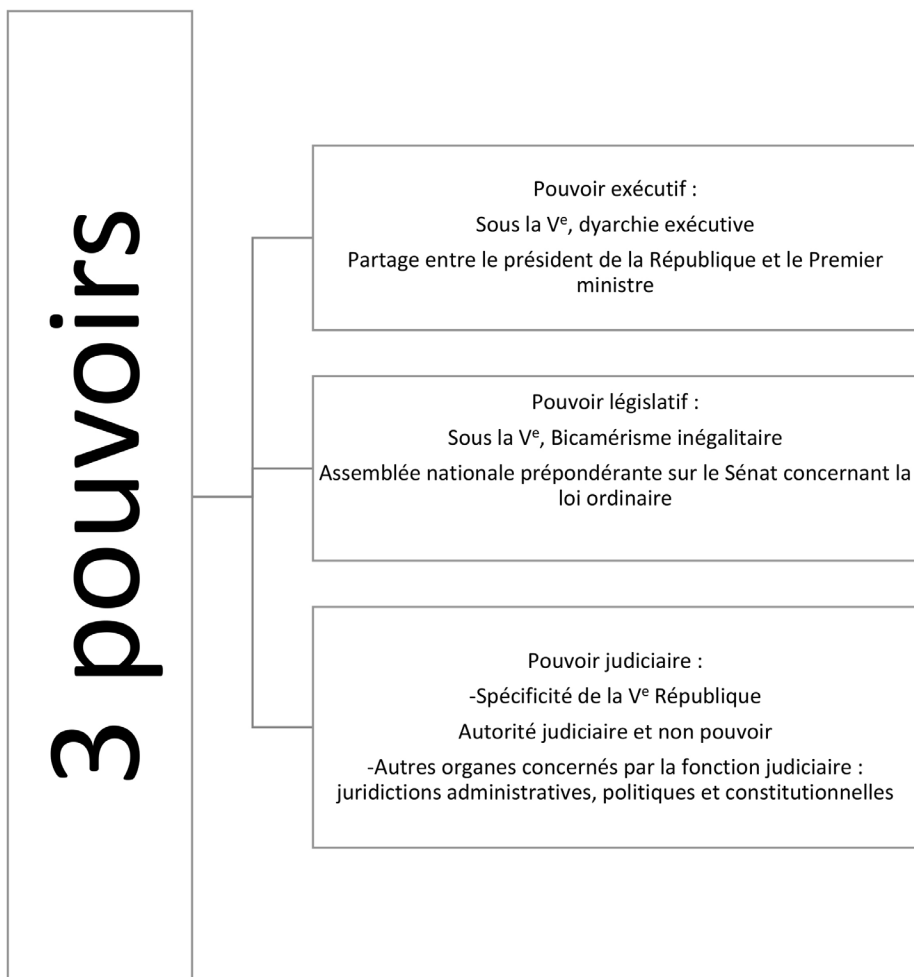 3 pouvoirs
Pouvoir exécutif :
Sous la Vᵉ, dyarchie exécutive
Partage entre le président de la République et le Premier
ministre
Pouvoir législatif :
Sous la Vᵉ, Bicamérisme inégalitaire
Assemblée nationale prépondérante sur le Sénat concernant la
loi ordinaire
Pouvoir judiciaire :
-Spécificité de la Vᵉ République
Autorité judiciaire et non pouvoir
-Autres organes concernés par la fonction judiciaire :
juridictions administratives, politiques et constitutionnelles